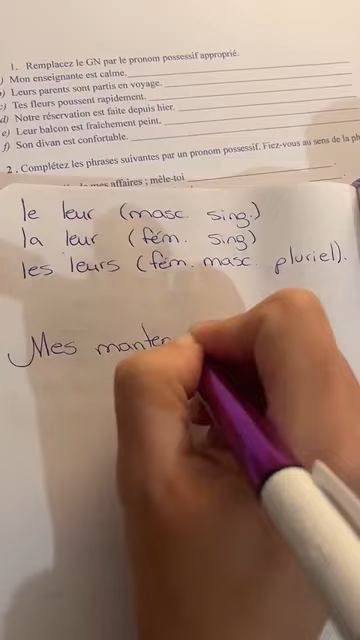 1. Remplacez le GN par le pronom possessif approprié.
) Mon enseignante est calme.
) Leurs parents sont partis en voyage.
c) Tes fleurs poussent rapidement.
d) Notre réservation est faite depuis hier.
e) Leur balcon est fraîchement peint.
f) Son divan est confortable.
2. Complétez les phrases suivantes par un pronom possessif. Fiez-vous au sens de la
mes affaires ; mêle-toi
le leur (masc. sing.)
la leur (fém. sing)
les leurs (fém. masc. pluriel).
Mes manten